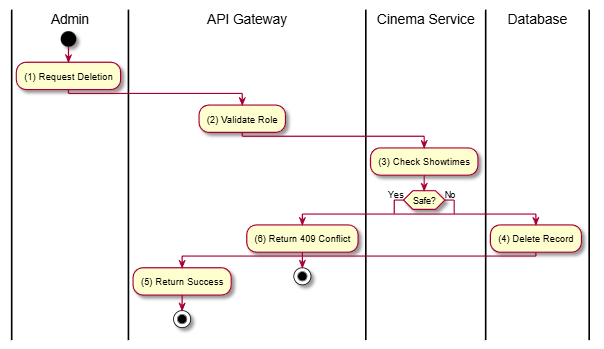 Admin
API Gateway
Cinema Service
Database
(1) Request Deletion
(2) Validate Role
(3) Check Showtimes
Yes
Safe?
No
(6) Return 409 Conflict
(4) Delete Record
(5) Return Success